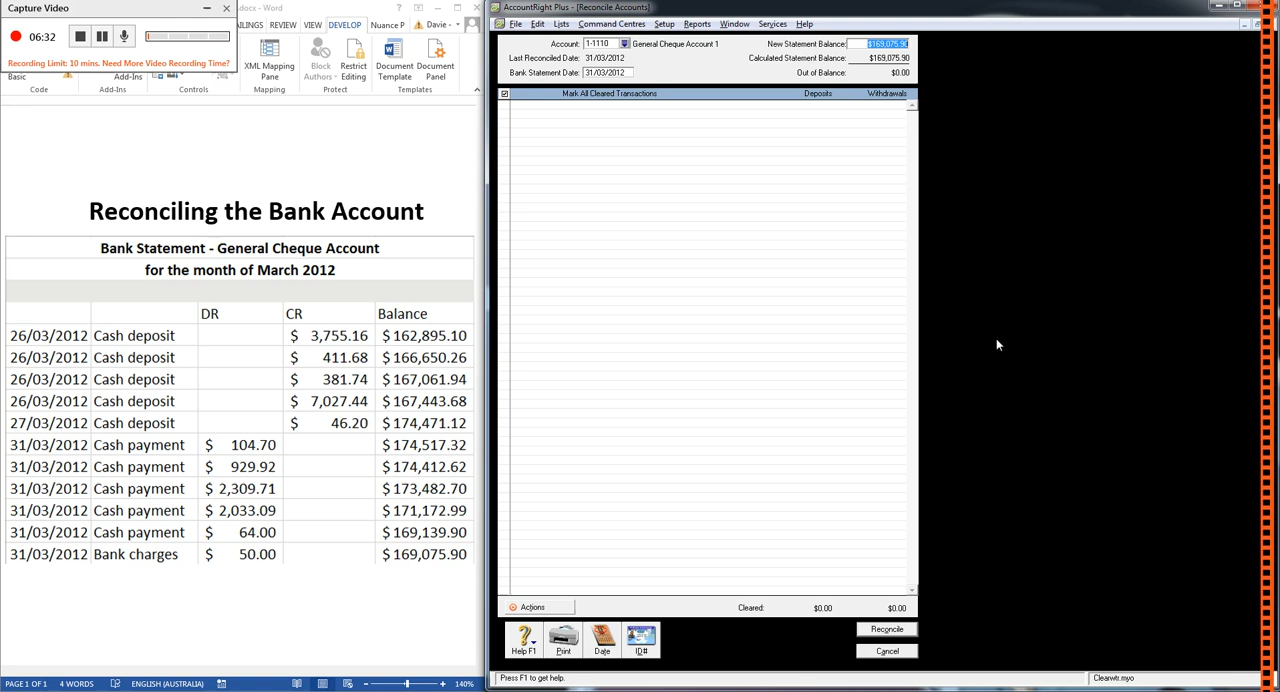 Capture Video
06:32
Recording Limit: 10 mins. Need More Video Recording Time?
.docx - Word
AILINGS REVIEW VIEW DEVELOP Nuance P Davie -
Basic
Add-Ins
XML Mapping
Pane
Block
Authors
Restrict
Editing
Document
Template
Document
Panel
Code Add-Ins Controls Mapping Protect Templates
Reconciling the Bank Account
Bank Statement - General Cheque Account
for the month of March 2012
DR CR Balance
26/03/2012 Cash deposit $ 3,755.16 $ 162,895.10
26/03/2012 Cash deposit $ 411.68 $ 166,650.26
26/03/2012 Cash deposit $ 381.74 $ 167,061.94
26/03/2012 Cash deposit $ 7,027.44 $ 167,443.68
27/03/2012 Cash deposit $ 46.20 $ 174,471.12
31/03/2012 Cash payment $ 104.70 $ 174,517.32
31/03/2012 Cash payment $ 929.92 $ 174,412.62
31/03/2012 Cash payment $ 2,309.71 $ 173,482.70
31/03/2012 Cash payment $ 2,033.09 $ 171,172.99
31/03/2012 Cash payment $ 64.00 $ 169,139.90
31/03/2012 Bank charges $ 50.00 $ 169,075.90
PAGE 1 OF 1 4 WORDS ENGLISH (AUSTRALIA) 140%
AccountRight Plus - [Reconcile Accounts]
File Edit Lists Command Centres Setup Reports Window Services Help
Account: 1-1110 General Cheque Account 1 New Statement Balance: $169,075.90
Last Reconciled Date: 31/03/2012 Calculated Statement Balance: $169,075.90
Bank Statement Date: 31/03/2012 Out of Balance: $0.00
Mark All Cleared Transactions Deposits Withdrawals
Actions Cleared: $0.00 $0.00
Help F1 Print Date ID#
Reconcile
Cancel
Press F1 to get help. Clearwtr.myo